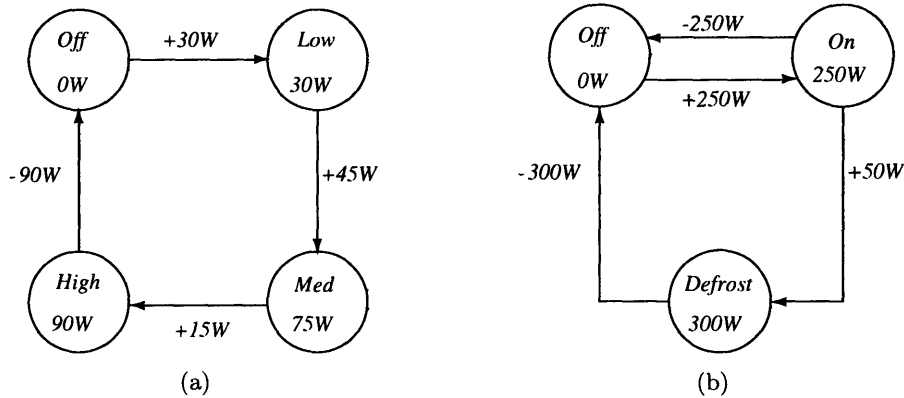 Off
0W
+30W
Low
30W
-90W
+45W
High
90W
+15W
Med
75W
(a)
Off
0W
-250W
+250W
On
250W
-300W
+50W
Defrost
300W
(b)